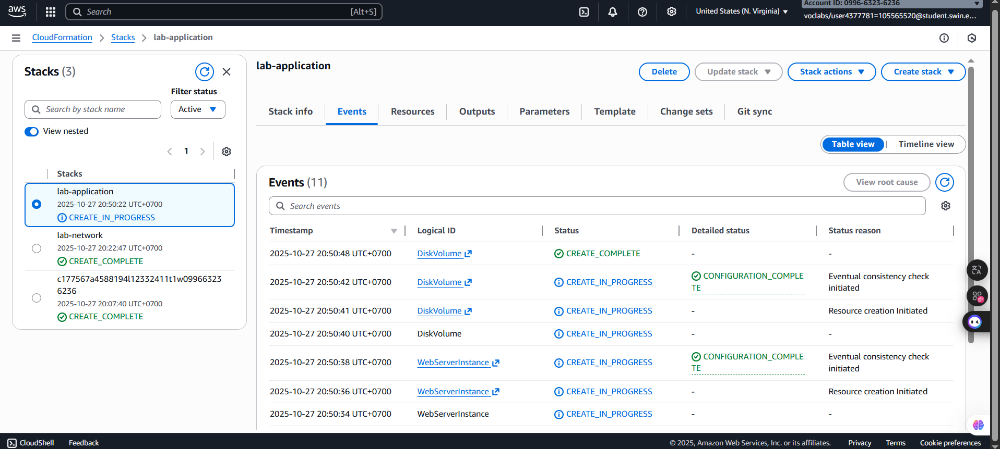 aws
Search
[Alt+S]
United States (N. Virginia)
Account ID: 0996-6323-6236
voclabs/user4377781=105565520@student.swin.e...
CloudFormation
Stacks
lab-application
Stacks (3)
Filter status
Search by stack name
Active
View nested
1
Stacks
lab-application
2025-10-27 20:50:22 UTC+0700
CREATE_IN_PROGRESS
lab-network
2025-10-27 20:22:47 UTC+0700
CREATE_COMPLETE
c177567a4588194l12332411t1w09966323
6236
2025-10-27 20:07:40 UTC+0700
CREATE_COMPLETE
lab-application
Delete
Update stack
Stack actions
Create stack
Stack info
Events
Resources
Outputs
Parameters
Template
Change sets
Git sync
Table view
Timeline view
Events (11)
View root cause
Search events
Timestamp Logical ID Status Detailed status Status reason
2025-10-27 20:50:48 UTC+0700 DiskVolume CREATE_COMPLETE - -
2025-10-27 20:50:42 UTC+0700 DiskVolume CREATE_IN_PROGRESS
CONFIGURATION_COMPLE
TE
Eventual consistency check
initiated
2025-10-27 20:50:41 UTC+0700 DiskVolume CREATE_IN_PROGRESS - Resource creation Initiated
2025-10-27 20:50:40 UTC+0700 DiskVolume CREATE_IN_PROGRESS - -
2025-10-27 20:50:38 UTC+0700 WebServerInstance CREATE_IN_PROGRESS
CONFIGURATION_COMPLE
TE
Eventual consistency check
initiated
2025-10-27 20:50:36 UTC+0700 WebServerInstance CREATE_IN_PROGRESS - Resource creation Initiated
2025-10-27 20:50:34 UTC+0700 WebServerInstance CREATE_IN_PROGRESS - -
CloudShell
Feedback
© 2025, Amazon Web Services, Inc. or its affiliates.
Privacy
Terms
Cookie preferences